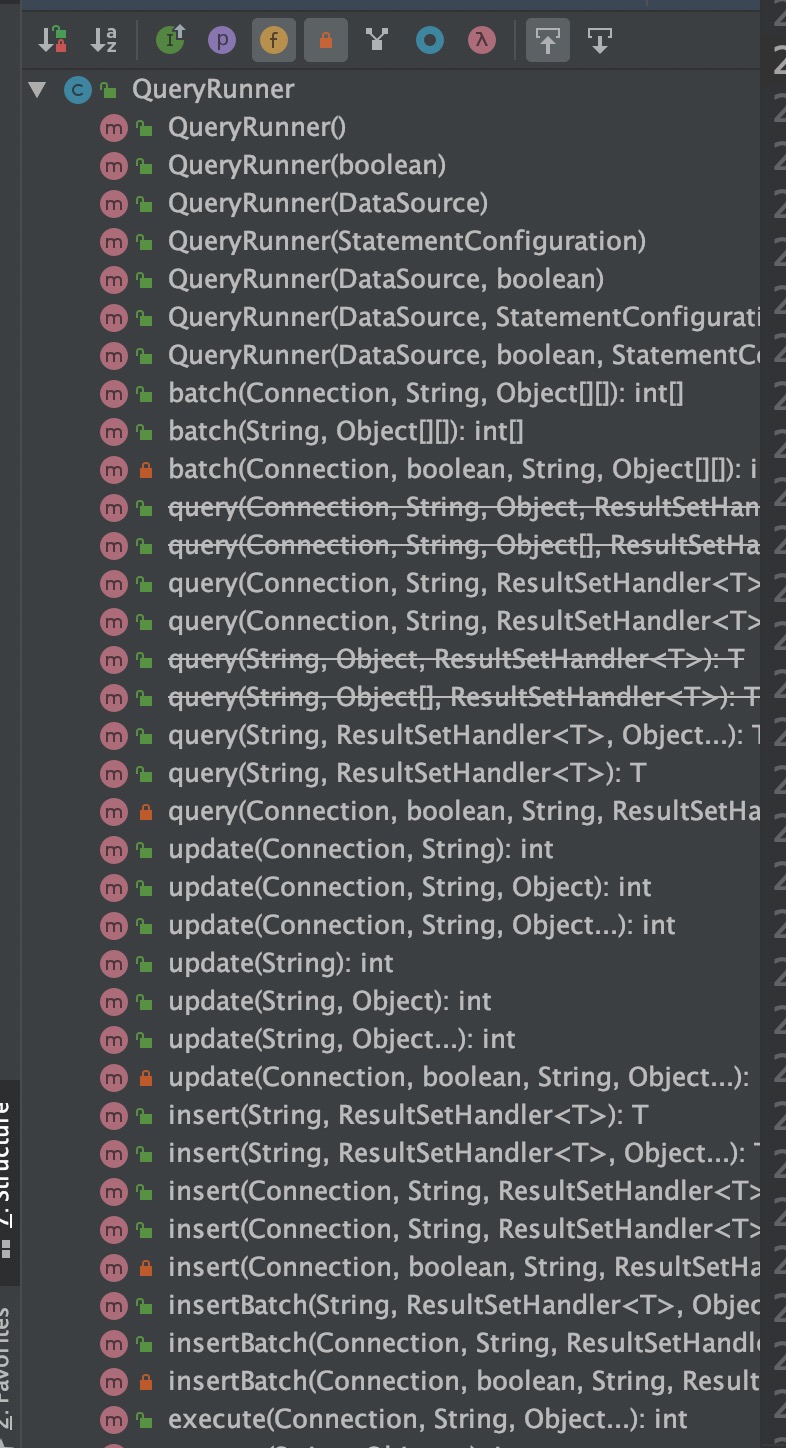 QueryRunner
QueryRunner()
QueryRunner(boolean)
QueryRunner(DataSource)
QueryRunner(StatementConfiguration)
QueryRunner(DataSource, boolean)
QueryRunner(DataSource, StatementConfigurati
QueryRunner(DataSource, boolean, StatementC
batch(Connection, String, Object[][]): int[]
batch(String, Object[][]): int[]
batch(Connection, boolean, String, Object[][]): i
query(Connection, String, Object, ResultSetHan
query(Connection, String, Object[], ResultSetHa
query(Connection, String, ResultSetHandler<T>
query(Connection, String, ResultSetHandler<T>
query(String, Object, ResultSetHandler<T>): T
query(String, Object[], ResultSetHandler<T>): T
query(String, ResultSetHandler<T>, Object...): T
query(String, ResultSetHandler<T>): T
query(Connection, boolean, String, ResultSetHa
update(Connection, String): int
update(Connection, String, Object): int
update(Connection, String, Object...): int
update(String): int
update(String, Object): int
update(String, Object...): int
update(Connection, boolean, String, Object...):
insert(String, ResultSetHandler<T>): T
insert(String, ResultSetHandler<T>, Object...): T
insert(Connection, String, ResultSetHandler<T>
insert(Connection, String, ResultSetHandler<T>
insert(Connection, boolean, String, ResultSetHa
insertBatch(String, ResultSetHandler<T>, Objec
insertBatch(Connection, String, ResultSetHandl
insertBatch(Connection, boolean, String, Result
execute(Connection, String, Object...): int
7: Structure
2: Favorites